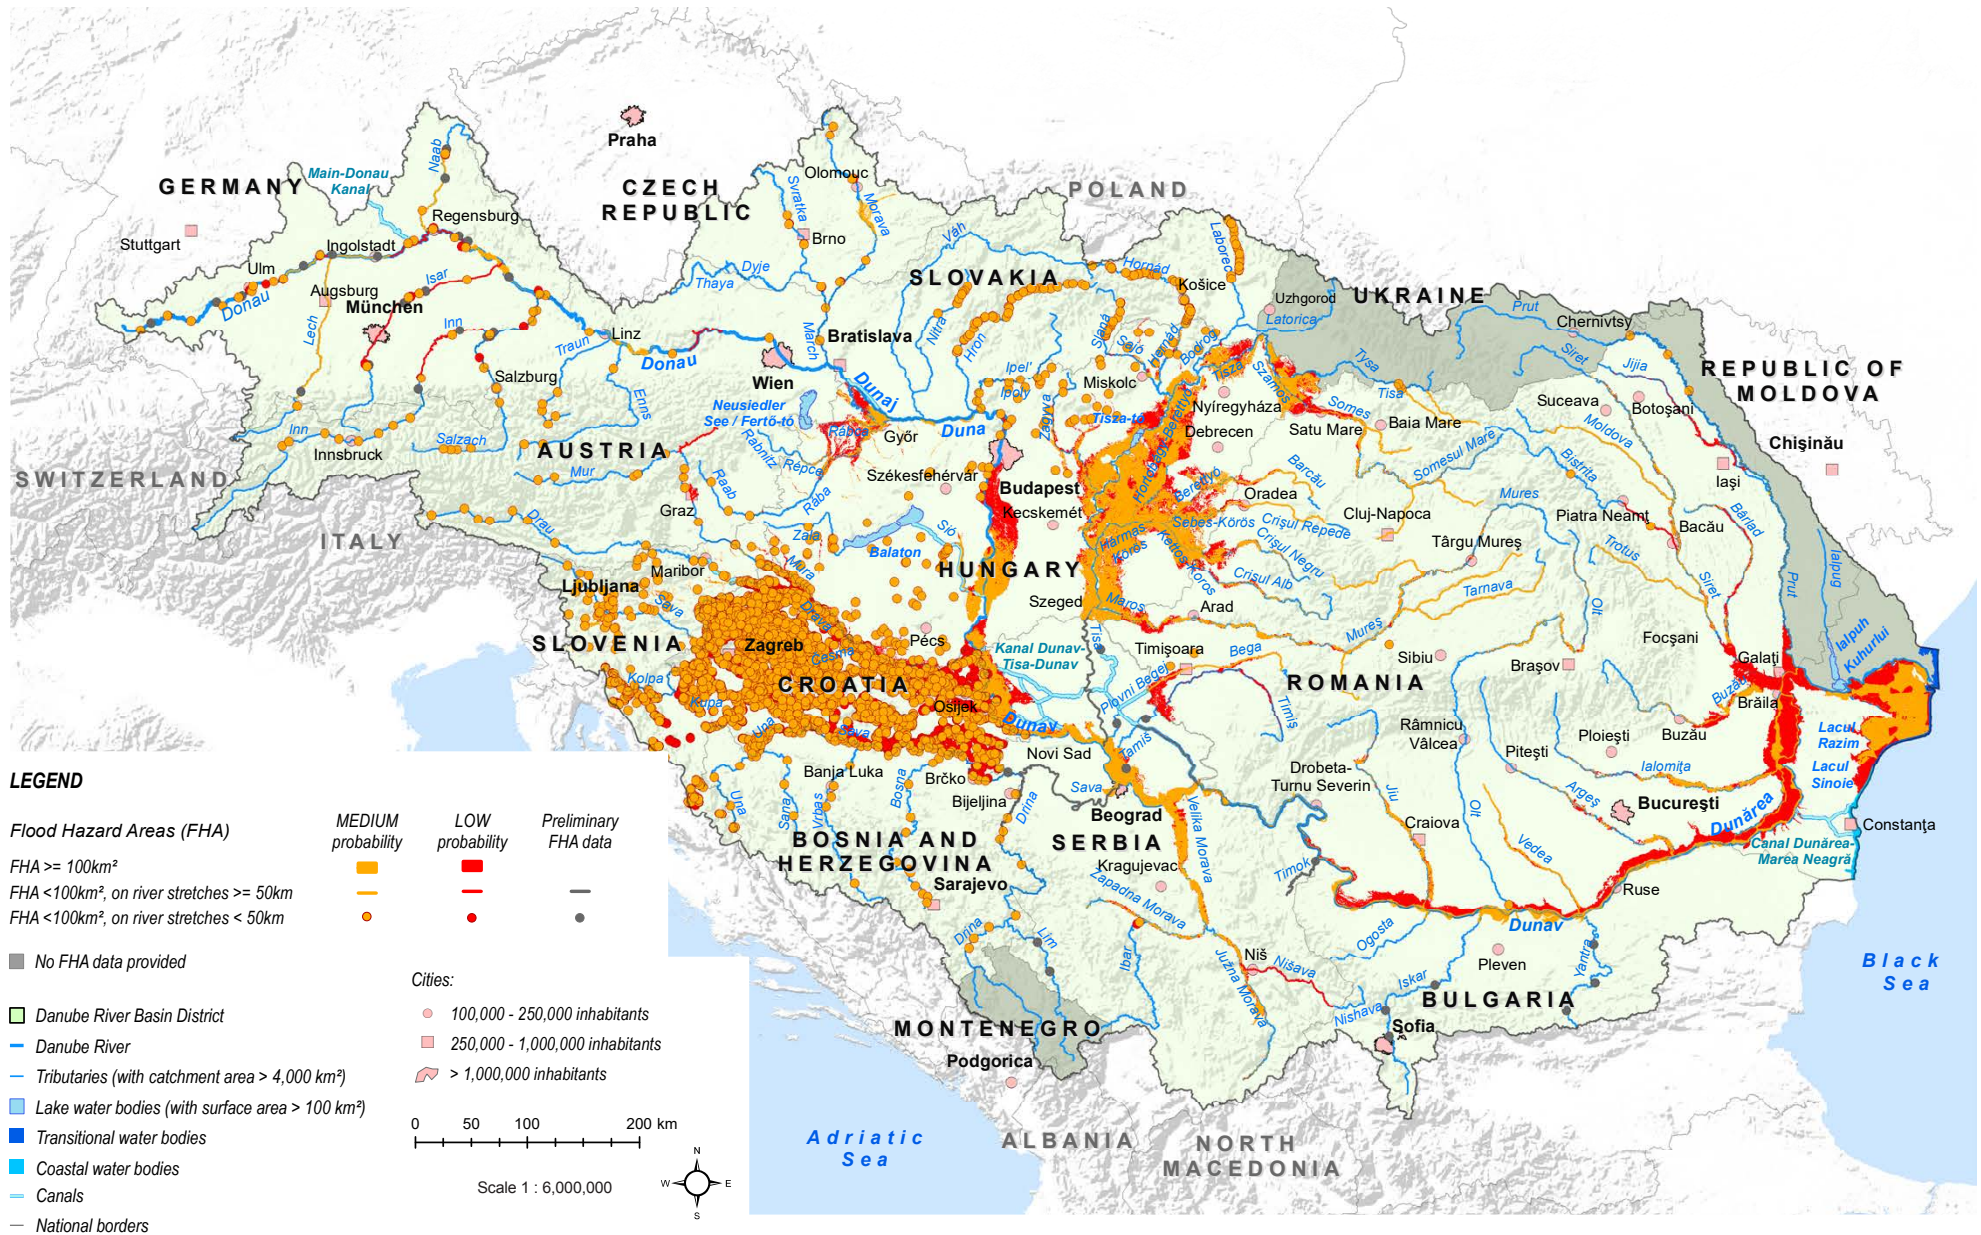 Praha
GERMANY
Main-Donau
Kanal
Naab
CZECH
REPUBLIC
Olomouc
Svratka
Morava
POLAND
Stuttgart
Regensburg
Ingolstadt
Brno
Váh
Laborec
Ulm
Donau
Augsburg
München
Isar
Lech
Inn
Dyje
Thaya
SLOVAKIA
Hornád
Košice
Uzhgorod
UKRAINE
Latorica
Prut
Chernivtsy
Siret
Jijia
REPUBLIC OF
MOLDOVA
Linz
Traun
Donau
March
Bratislava
Nitra
Hron
Slaná
Sajó
Hernád
Bodrog
Tisza
Szamos
Tysa
Tisa
Salzburg
Enns
Wien
Dunaj
Ipel'
Ipoly
Miskolc
Nyíregyháza
Somes
Baia Mare
Suceava
Botoşani
Moldova
Chişinău
Neusiedler
See / Fertő-tó
Rábca
Győr
Duna
Zagyva
Tisza-tó
Hortobágy-Berettyó
Debrecen
Satu Mare
Somesul Mare
Bistrita
Iaşi
Inn
Innsbruck
Salzach
AUSTRIA
Mur
Rabnitz
Répce
Raab
Rába
Székesfehérvár
Budapest
Kecskemét
Berettyó
Barcău
Oradea
Mures
Piatra Neamţ
Bacău
Bârlad
SWITZERLAND
ITALY
Graz
Drau
Zala
Balaton
Sió
Sebes-Körös
Crişul Repede
Cluj-Napoca
Târgu Mureş
Trotus
HUNGARY
Hármas
Körös
Kettős-Körös
Crişul Negru
Crişul Alb
Tarnava
Siret
Prut
Ialpug
Maribor
Ljubljana
Mura
Sava
Drava
SLOVENIA
Zagreb
Česma
Pécs
Szeged
Maros
Arad
Mureş
Olt
Focşani
Ialpuh
Kuhurlui
Tisa
Kanal Dunav-
Tisa-Dunav
Timişoara
Bega
Sibiu
Braşov
Galaţi
Kolpa
Kupa
CROATIA
Osijek
Plovni Begej
ROMANIA
Buzău
Brăila
Una
Sava
Dunav
Novi Sad
Tamiš
Timiş
Râmnicu
Vâlcea
Piteşti
Ploieşti
Buzău
Lacul
Razim
Lacul
Sinoie
Banja Luka
Brčko
Bijeljina
Una
Sana
Vrbas
Bosna
Drina
Sava
Beograd
Drobeta-
Turnu Severin
Jiu
Olt
Ialomiţa
Argeş
Bucureşti
Dunărea
Constanţa
Canal Dunărea-
Marea Neagră
BOSNIA AND
HERZEGOVINA
Sarajevo
SERBIA
Kragujevac
Velika Morava
Zapadna Morava
Timok
Craiova
Vedea
Ruse
Dunav
Drina
Lim
Ibar
Južna Morava
Niš
Nišava
Ogosta
Iskar
Nishava
Pleven
Yantra
BULGARIA
Sofia
MONTENEGRO
Podgorica
Black
Sea
Adriatic
Sea
ALBANIA
NORTH
MACEDONIA
LEGEND
Flood Hazard Areas (FHA)
MEDIUM
probability
LOW
probability
Preliminary
FHA data
FHA >= 100km²
FHA <100km², on river stretches >= 50km
FHA <100km², on river stretches < 50km
No FHA data provided
Danube River Basin District
Danube River
Tributaries (with catchment area > 4,000 km²)
Lake water bodies (with surface area > 100 km²)
Transitional water bodies
Coastal water bodies
Canals
National borders
Cities:
100,000 - 250,000 inhabitants
250,000 - 1,000,000 inhabitants
> 1,000,000 inhabitants
0 50 100 200 km
Scale 1 : 6,000,000
N
W E
S